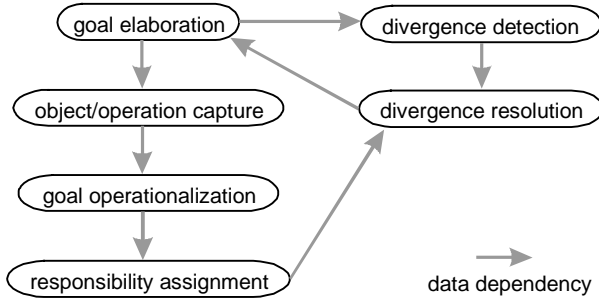 goal elaboration
divergence detection
object/operation capture
divergence resolution
goal operationalization
responsibility assignment
data dependency